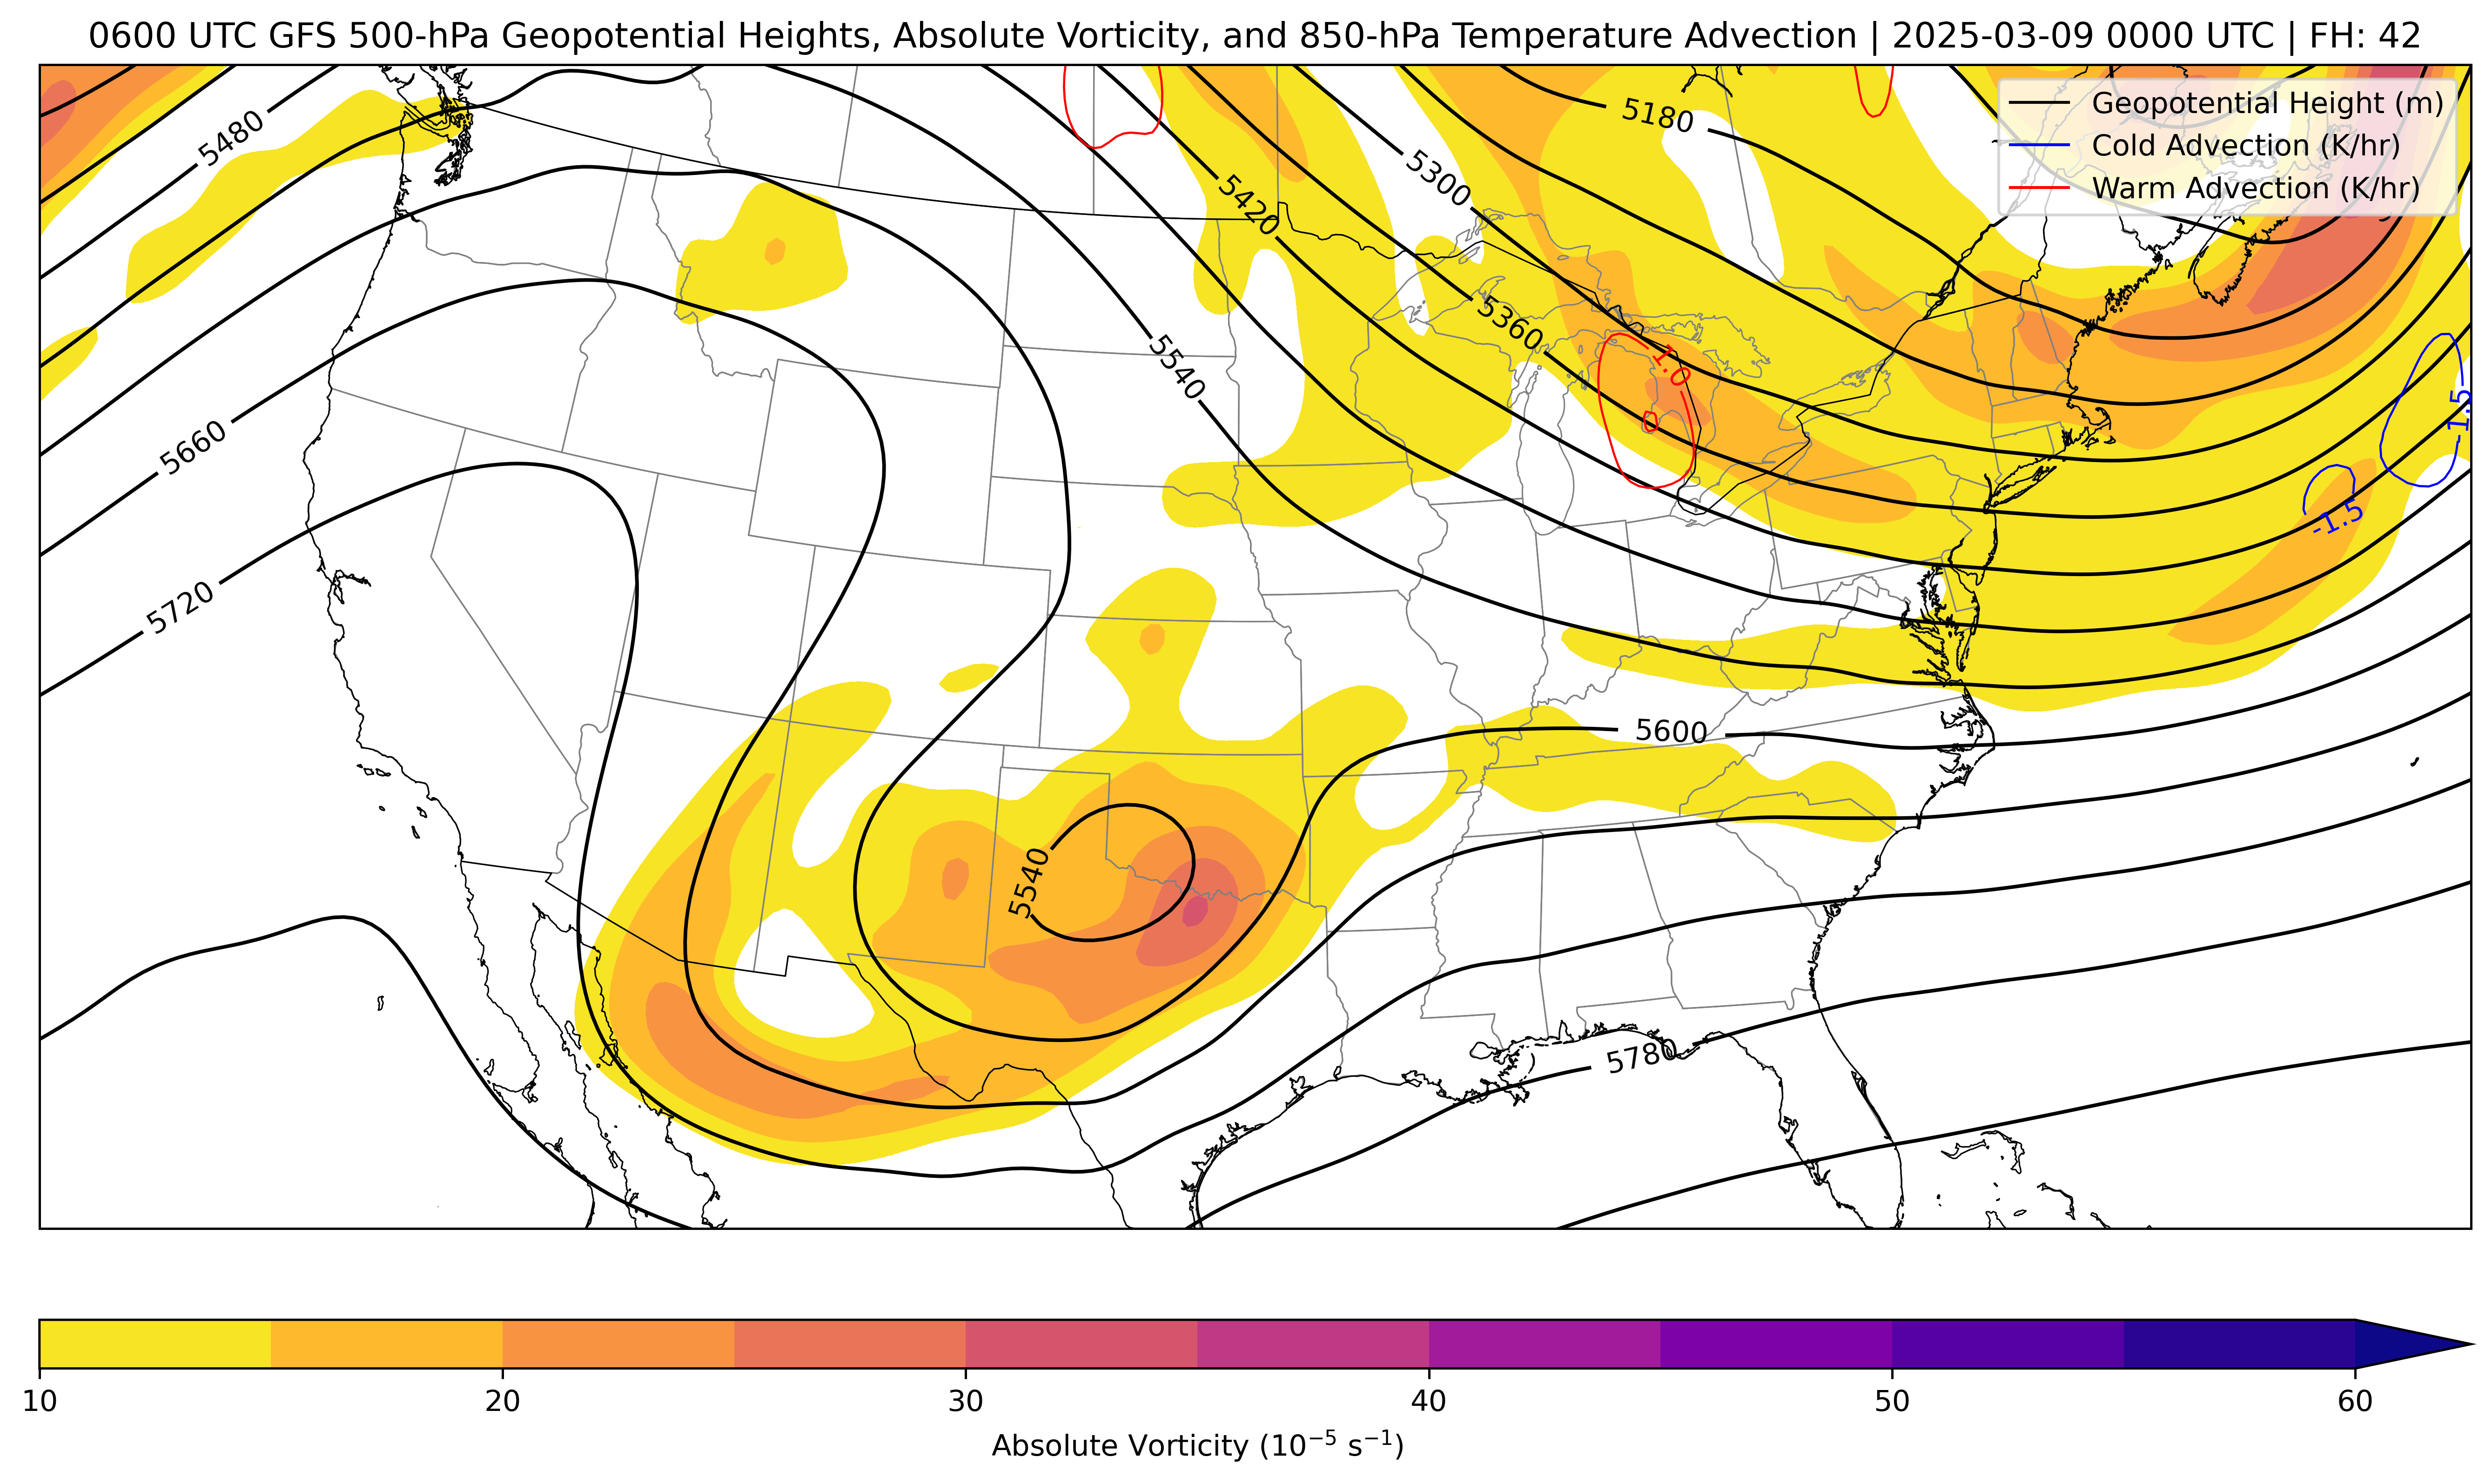 0600 UTC GFS 500-hPa Geopotential Heights, Absolute Vorticity, and 850-hPa Temperature Advection | 2025-03-09 0000 UTC | FH: 42
Geopotential Height (m)
Cold Advection (K/hr)
Warm Advection (K/hr)
5180
5480
5300
5420
5360
1.0
5540
-1.5
5660
-1.5
5720
5600
5540
5780
10 20 30 40 50 60
Absolute Vorticity (10⁻⁵ s⁻¹)